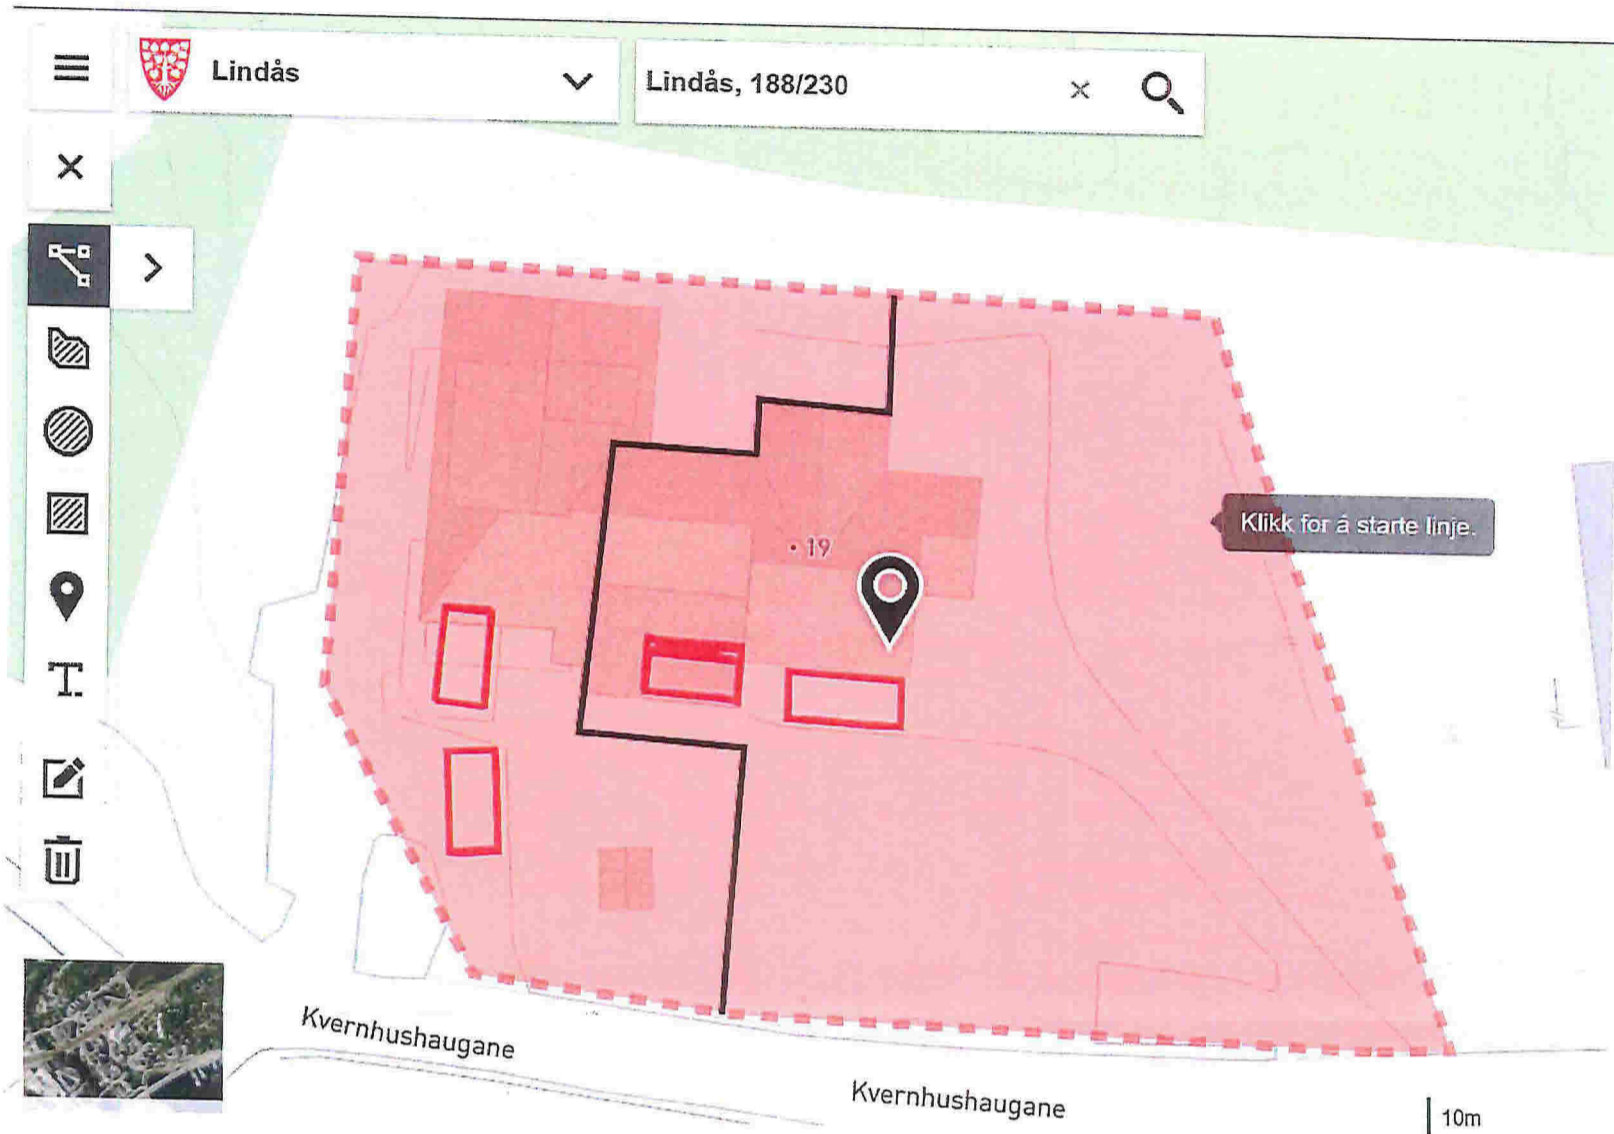 Lindås
Lindås, 188/230
Klikk for å starte linje.
19
Kvernhushaugane
Kvernhushaugane
10m